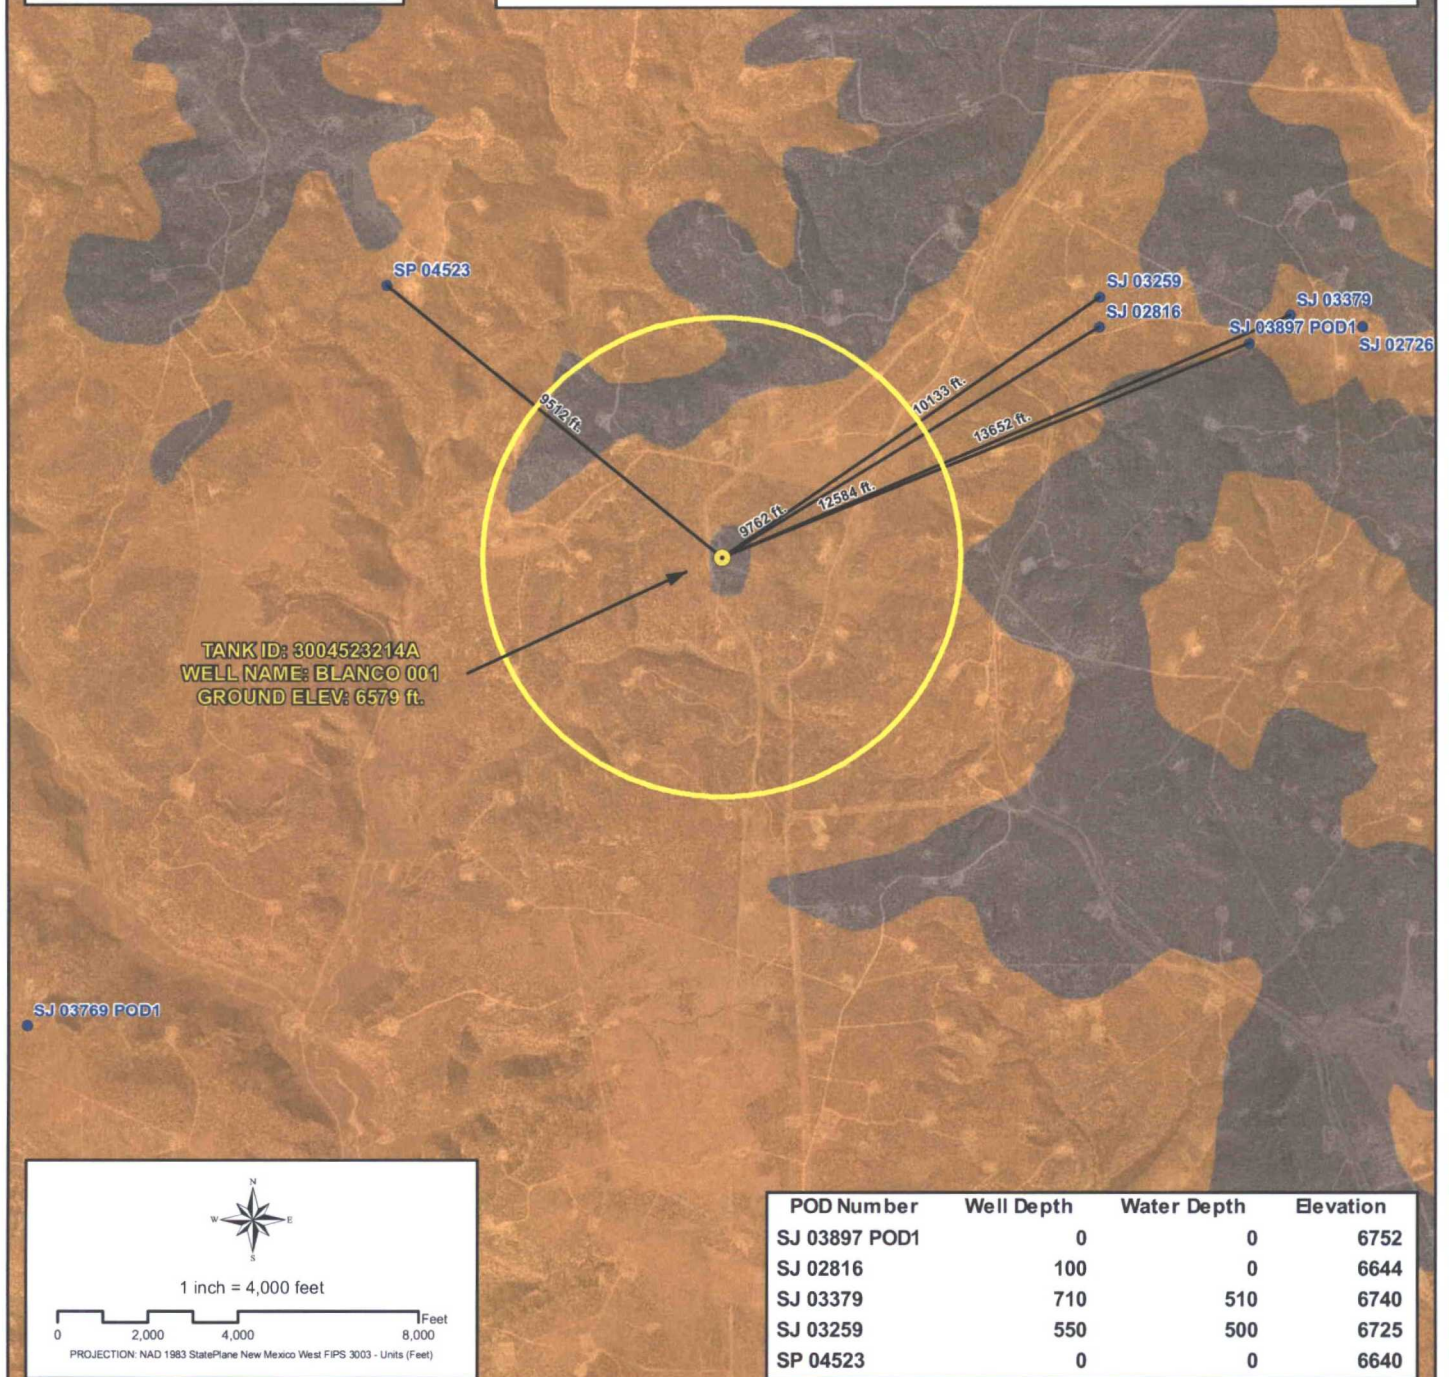 SP 04523
SJ 03259
SJ 02816
SJ 03379
SJ 03897 POD1
SJ 02726
9512 ft.
10133 ft.
13652 ft.
12584 ft.
9762 ft.
TANK ID: 3004523214A
WELL NAME: BLANCO 001
GROUND ELEV: 6579 ft.
SJ 03769 POD1
N
W E
S
1 inch = 4,000 feet
Feet
0 2,000 4,000 8,000
PROJECTION: NAD 1983 StatePlane New Mexico West FIPS 3003 - Units (Feet)
POD Number Well Depth Water Depth Elevation
SJ 03897 POD1 0 0 6752
SJ 02816 100 0 6644
SJ 03379 710 510 6740
SJ 03259 550 500 6725
SP 04523 0 0 6640